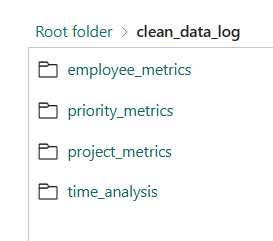 Root folder > clean_data_log
employee_metrics
priority_metrics
project_metrics
time_analysis